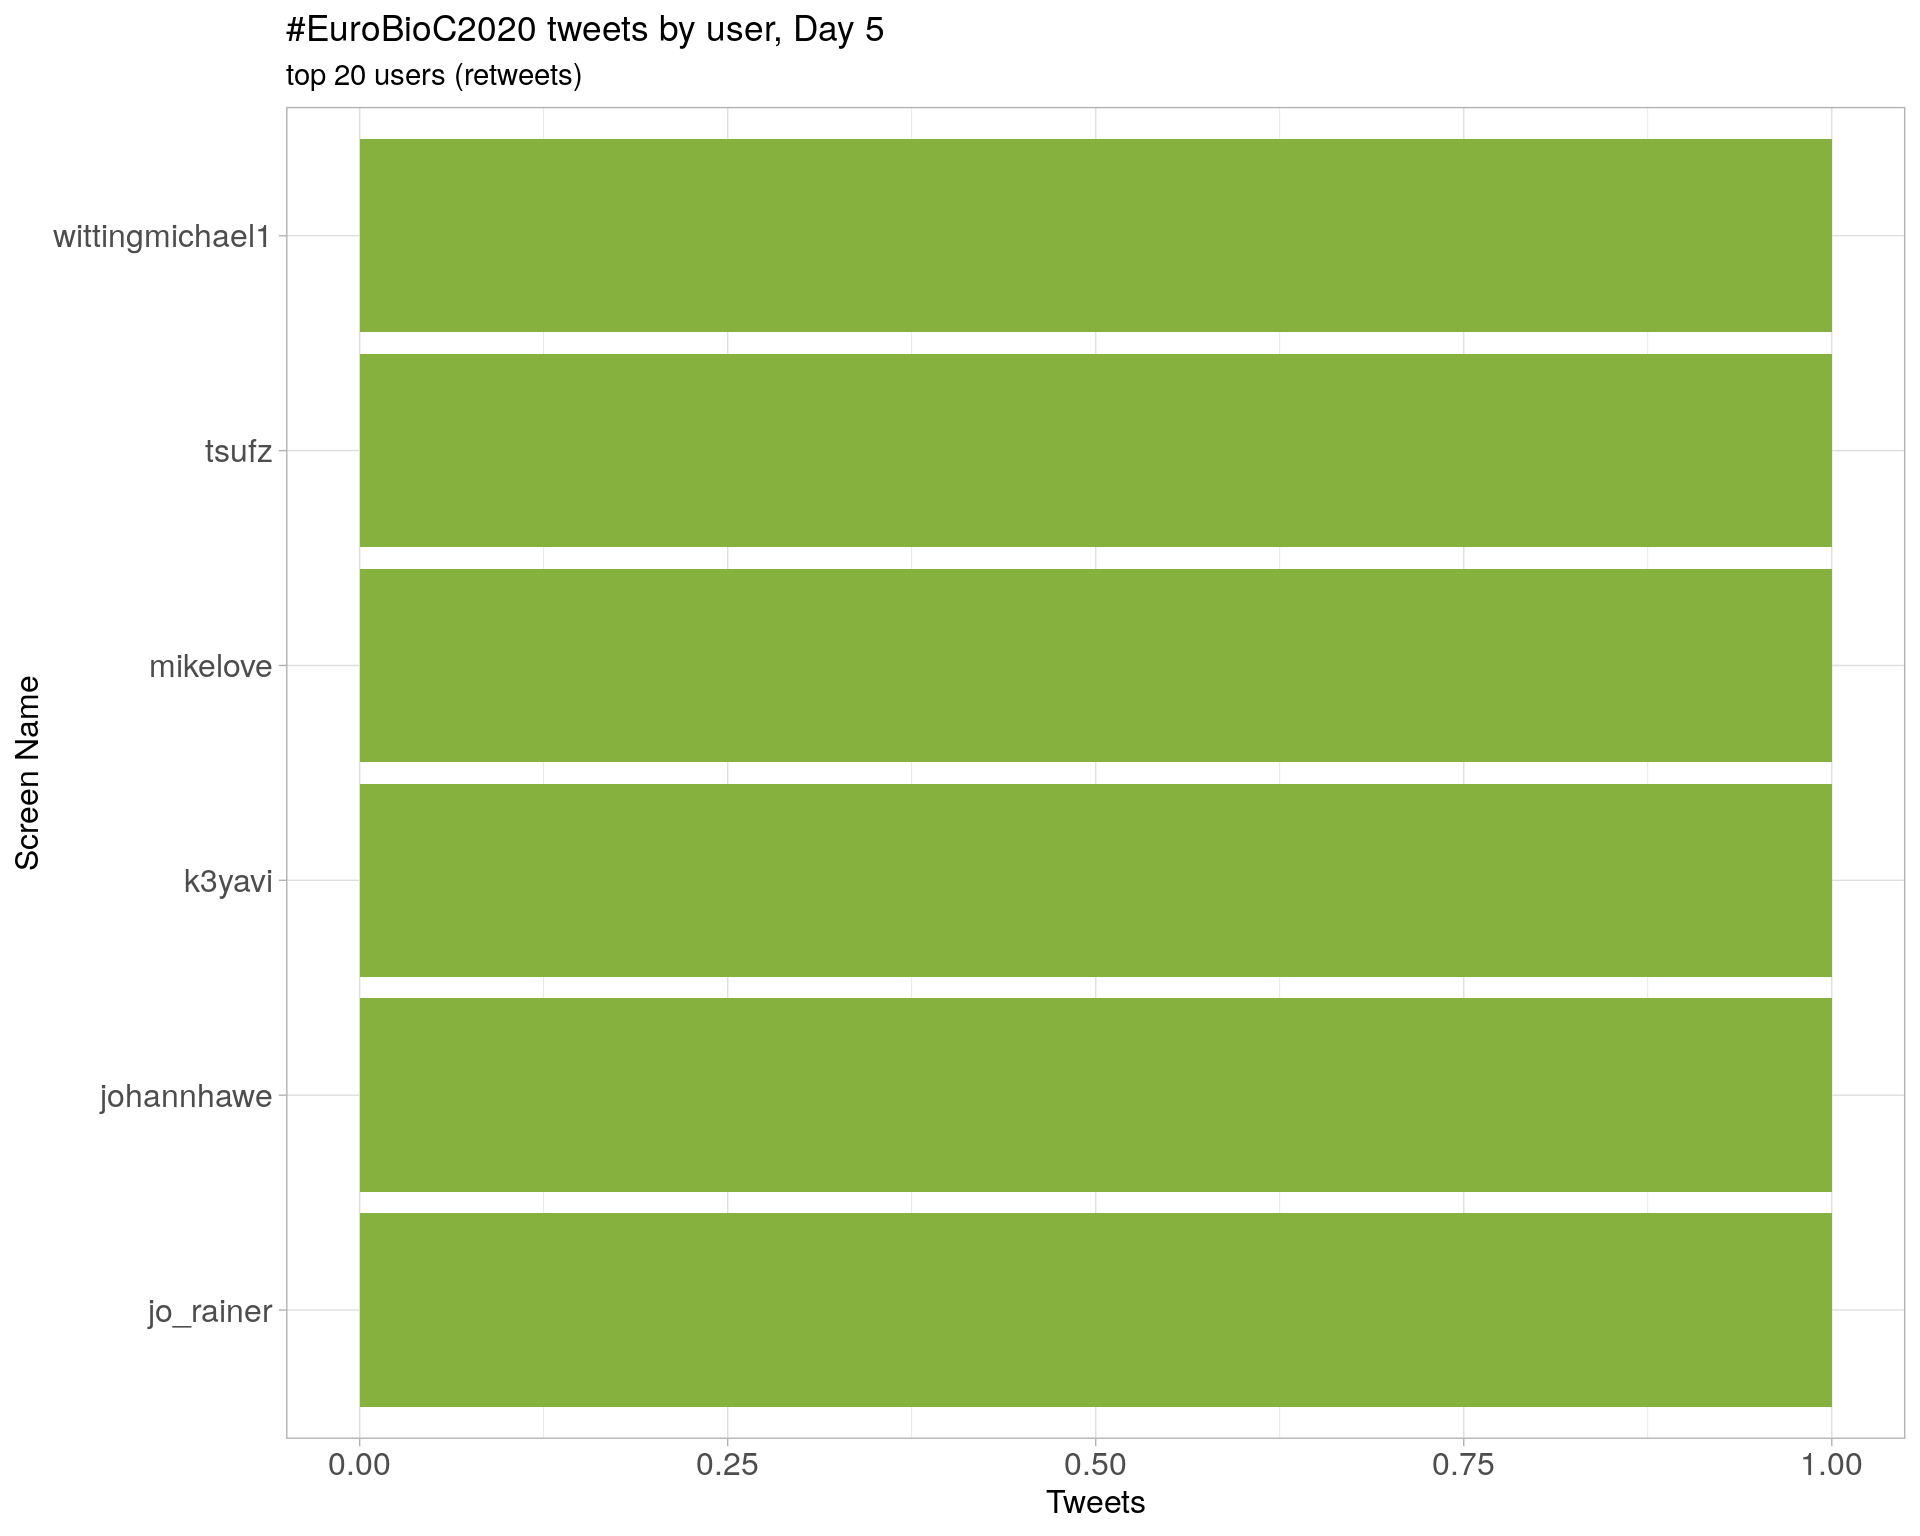 #EuroBioC2020 tweets by user, Day 5
top 20 users (retweets)
wittingmichael1
tsufz
mikelove
k3yavi
johannhawe
jo_rainer
Screen Name
0.00 0.25 0.50 0.75 1.00
Tweets